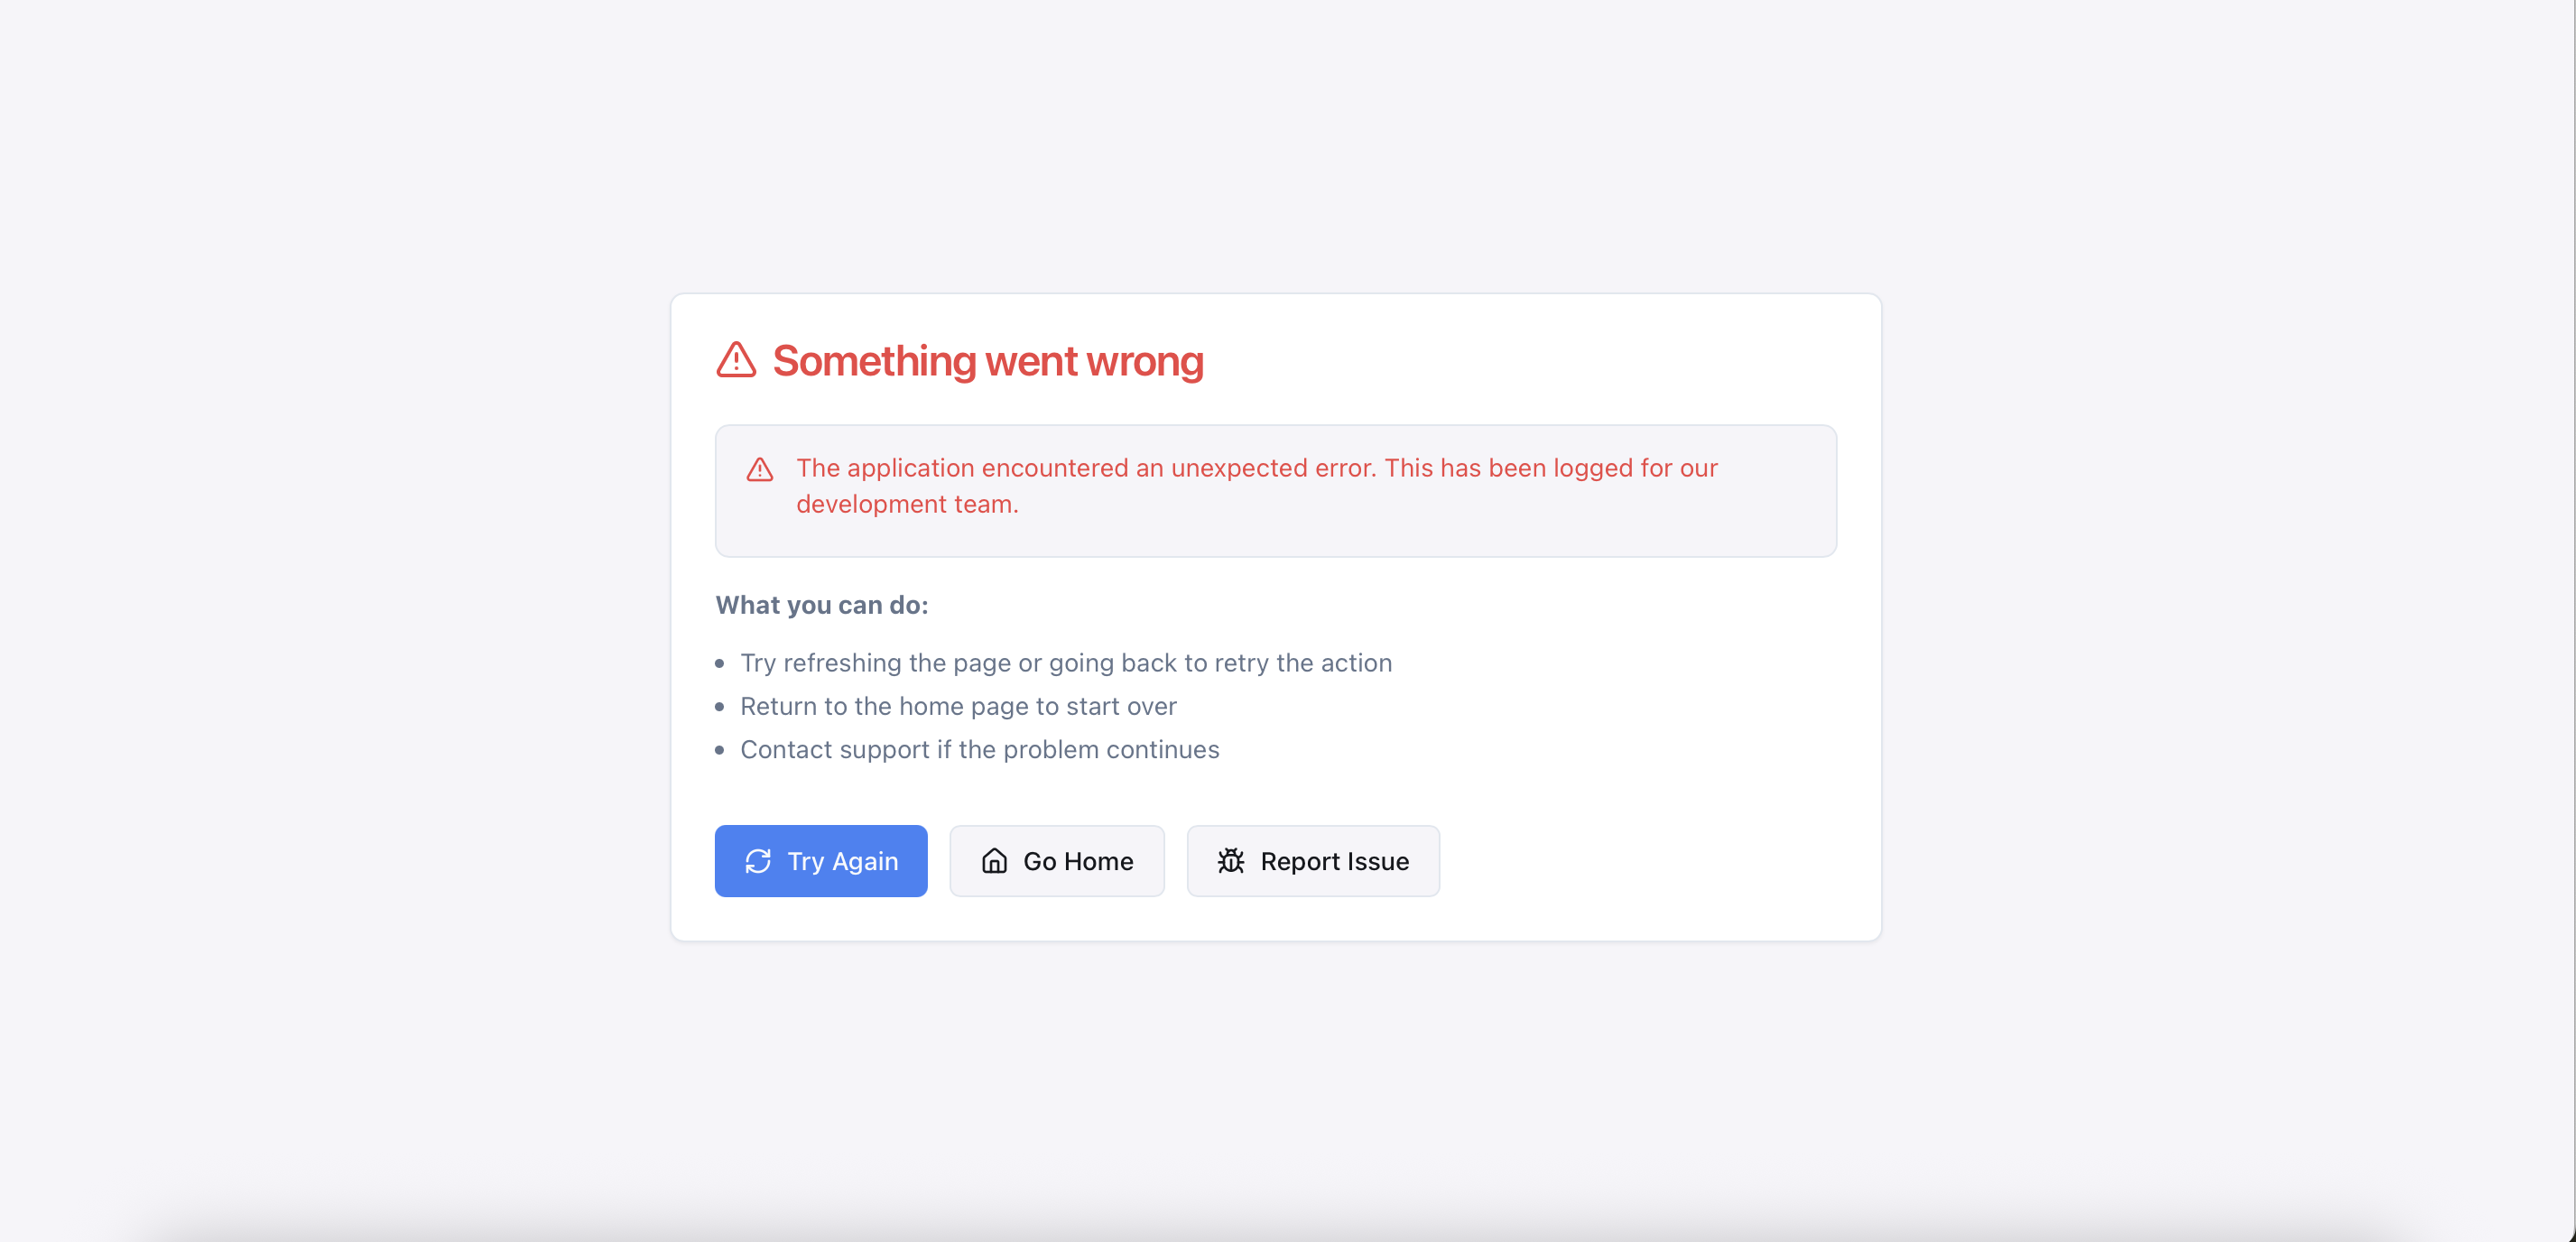 Something went wrong
The application encountered an unexpected error. This has been logged for our
development team.
What you can do:
Try refreshing the page or going back to retry the action
Return to the home page to start over
Contact support if the problem continues
Try Again
Go Home
Report Issue